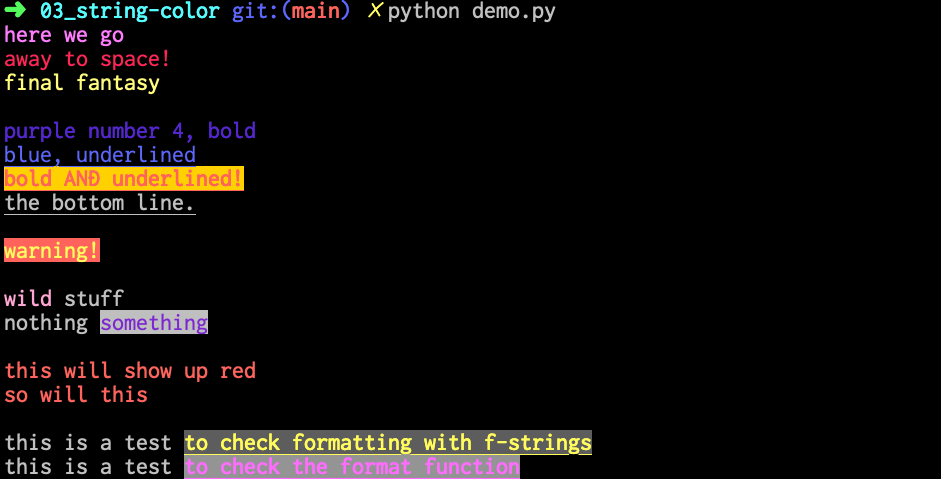 ➜ 03_string-color git:(main) ✗ python demo.py
here we go
away to space!
final fantasy
purple number 4, bold
blue, underlined
bold AND underlined!
the bottom line.
warning!
wild stuff
nothing something
this will show up red
so will this
this is a test to check formatting with f-strings
this is a test to check the format function